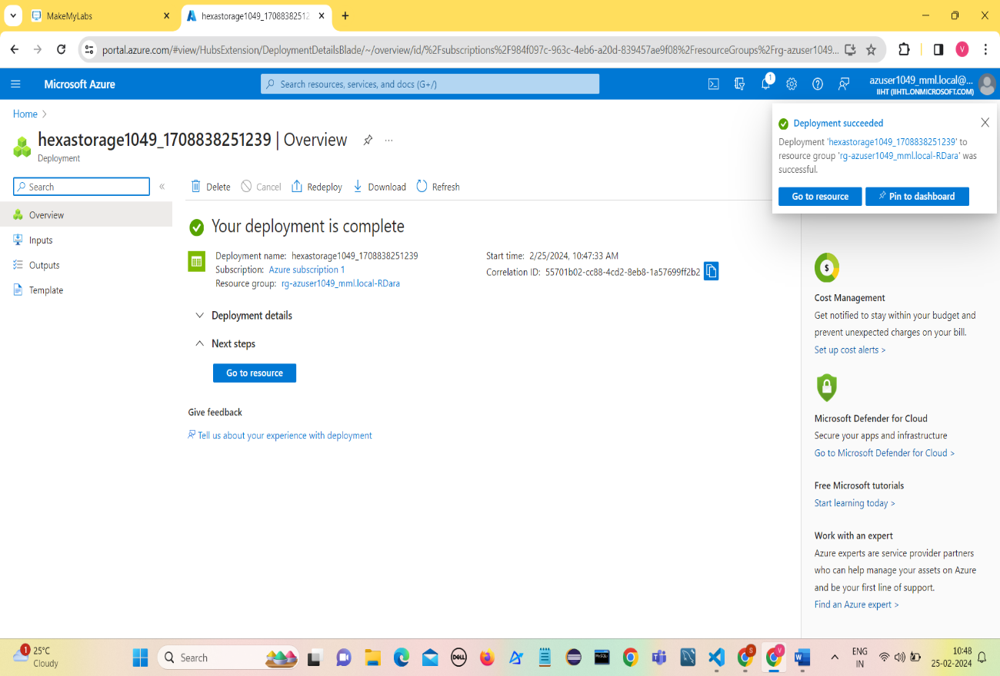 MakeMyLabs
hexastorage1049_1708838251239
portal.azure.com/#view/HubsExtension/DeploymentDetailsBlade/~/overview/id/%2Fsubscriptions%2F984f097c-963c-4eb6-a20d-839457ae9f08%2FresourceGroups%2Frg-azuser1049...
V
Microsoft Azure
Search resources, services, and docs (G+/)
1
azuser1049_mml.local@...
IIHT (IIHTL.ONMICROSOFT.COM)
Home
hexastorage1049_1708838251239 | Overview
...
Deployment
Deployment succeeded
Deployment 'hexastorage1049_1708838251239' to
resource group 'rg-azuser1049_mml.local-RDara' was
successful.
Go to resource
Pin to dashboard
Search
«
Delete
Cancel
Redeploy
Download
Refresh
Overview
Inputs
Outputs
Template
Your deployment is complete
Deployment name: hexastorage1049_1708838251239
Subscription: Azure subscription 1
Resource group: rg-azuser1049_mml.local-RDara
Start time: 2/25/2024, 10:47:33 AM
Correlation ID: 55701b02-cc88-4cd2-8eb8-1a57699ff2b2
Deployment details
Next steps
Go to resource
Give feedback
Tell us about your experience with deployment
$
Cost Management
Get notified to stay within your budget and
prevent unexpected charges on your bill.
Set up cost alerts >
Microsoft Defender for Cloud
Secure your apps and infrastructure
Go to Microsoft Defender for Cloud >
Free Microsoft tutorials
Start learning today >
Work with an expert
Azure experts are service provider partners
who can help manage your assets on Azure
and be your first line of support.
Find an Azure expert >
1
25°C
Cloudy
Search
DELL
MySQL
S
V
W
ENG
IN
10:48
25-02-2024